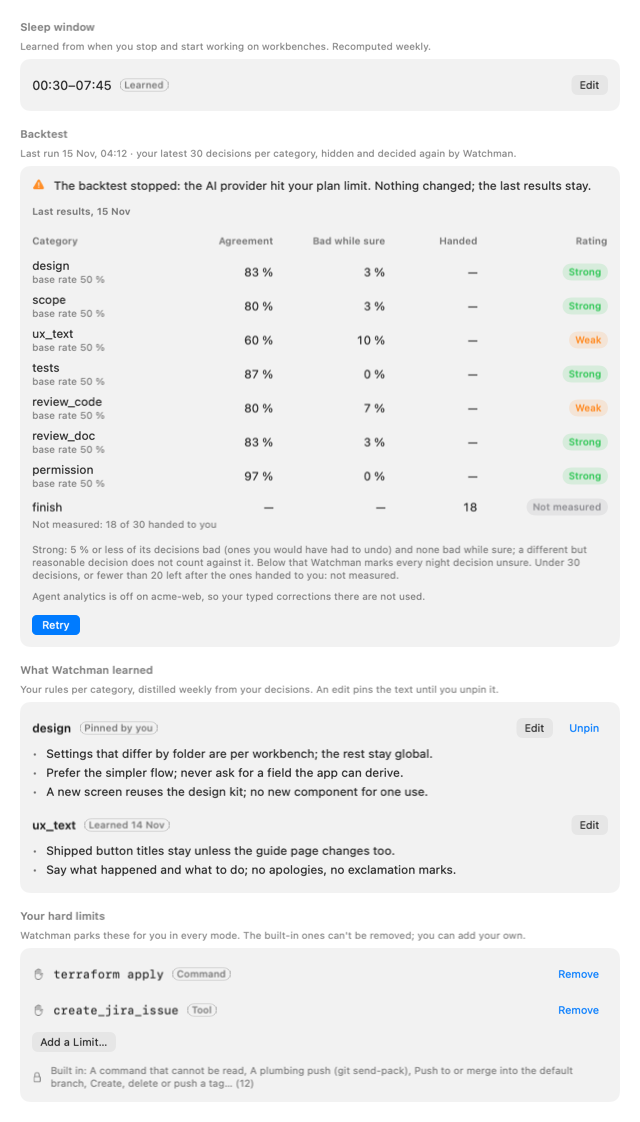 Sleep window
Learned from when you stop and start working on workbenches. Recomputed weekly.
00:30–07:45 Learned Edit
Backtest
Last run 15 Nov, 04:12 · your latest 30 decisions per category, hidden and decided again by Watchman.
The backtest stopped: the AI provider hit your plan limit. Nothing changed; the last results stay.
Last results, 15 Nov
Category Agreement Bad while sure Handed Rating
design 83 % 3 % — Strong
base rate 50 %
scope 80 % 3 % — Strong
base rate 50 %
ux_text 60 % 10 % — Weak
base rate 50 %
tests 87 % 0 % — Strong
base rate 50 %
review_code 80 % 7 % — Weak
base rate 50 %
review_doc 83 % 3 % — Strong
base rate 50 %
permission 97 % 0 % — Strong
base rate 50 %
finish — — 18 Not measured
Not measured: 18 of 30 handed to you
Strong: 5 % or less of its decisions bad (ones you would have had to undo) and none bad while sure; a different but
reasonable decision does not count against it. Below that Watchman marks every night decision unsure. Under 30
decisions, or fewer than 20 left after the ones handed to you: not measured.
Agent analytics is off on acme-web, so your typed corrections there are not used.
Retry
What Watchman learned
Your rules per category, distilled weekly from your decisions. An edit pins the text until you unpin it.
design Pinned by you Edit Unpin
· Settings that differ by folder are per workbench; the rest stay global.
· Prefer the simpler flow; never ask for a field the app can derive.
· A new screen reuses the design kit; no new component for one use.
ux_text Learned 14 Nov Edit
· Shipped button titles stay unless the guide page changes too.
· Say what happened and what to do; no apologies, no exclamation marks.
Your hard limits
Watchman parks these for you in every mode. The built-in ones can't be removed; you can add your own.
terraform apply Command Remove
create_jira_issue Tool Remove
Add a Limit…
Built in: A command that cannot be read, A plumbing push (git send-pack), Push to or merge into the default
branch, Create, delete or push a tag… (12)